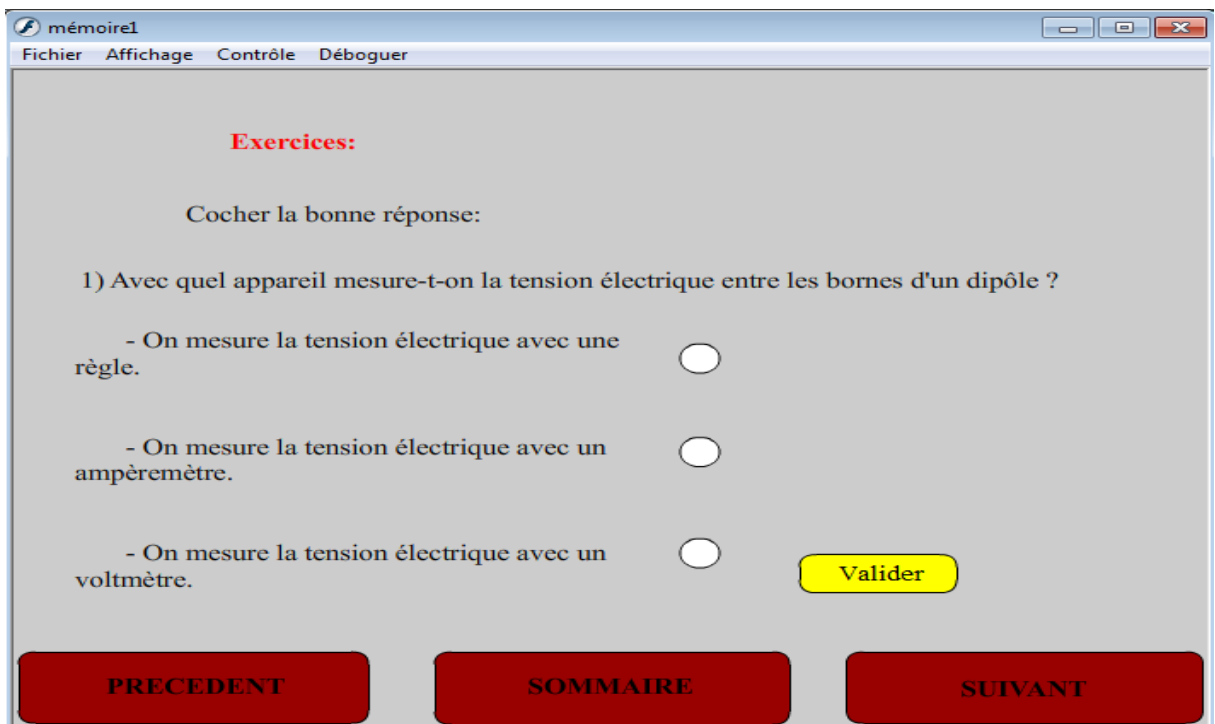 mémoire1
Fichier Affichage Contrôle Déboguer
Exercices:
Cocher la bonne réponse:
1) Avec quel appareil mesure-t-on la tension électrique entre les bornes d'un dipôle ?
- On mesure la tension électrique avec une
règle.
- On mesure la tension électrique avec un
ampèremètre.
- On mesure la tension électrique avec un
voltmètre.
Valider
PRECEDENT SOMMAIRE SUIVANT